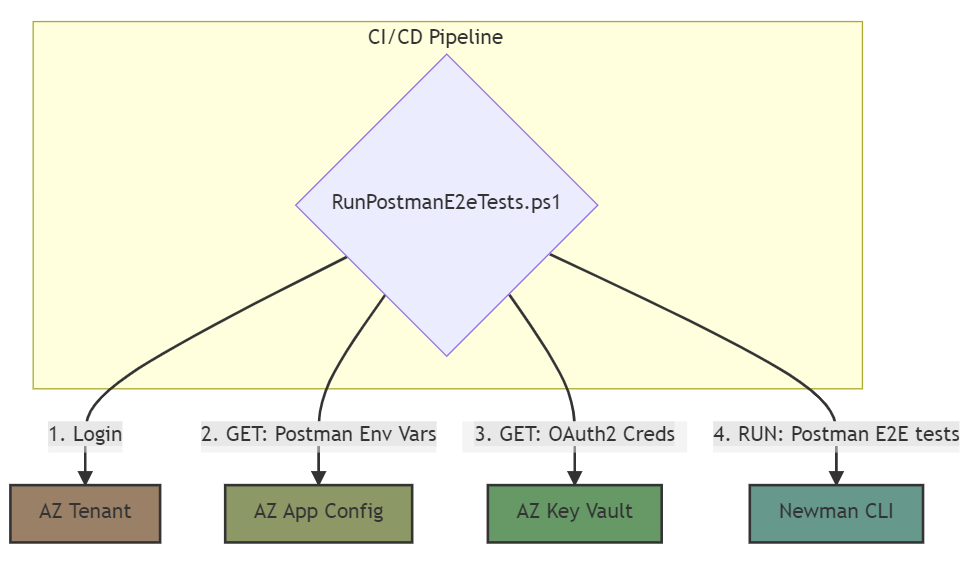 CI/CD Pipeline
RunPostmanE2eTests.ps1
1. Login
2. GET: Postman Env Vars
3. GET: OAuth2 Creds
4. RUN: Postman E2E tests
AZ Tenant
AZ App Config
AZ Key Vault
Newman CLI